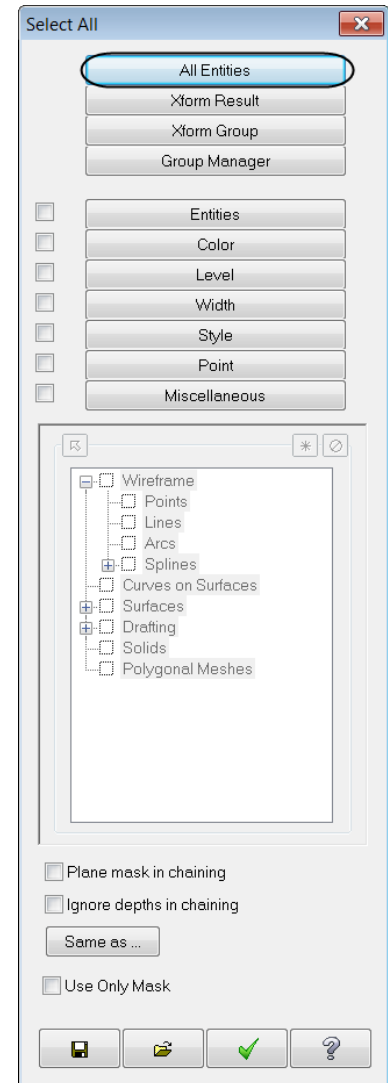 Select All
All Entities
Xform Result
Xform Group
Group Manager
Entities
Color
Level
Width
Style
Point
Miscellaneous
Wireframe
Points
Lines
Arcs
Splines
Curves on Surfaces
Surfaces
Drafting
Solids
Polygonal Meshes
Plane mask in chaining
Ignore depths in chaining
Same as ...
Use Only Mask